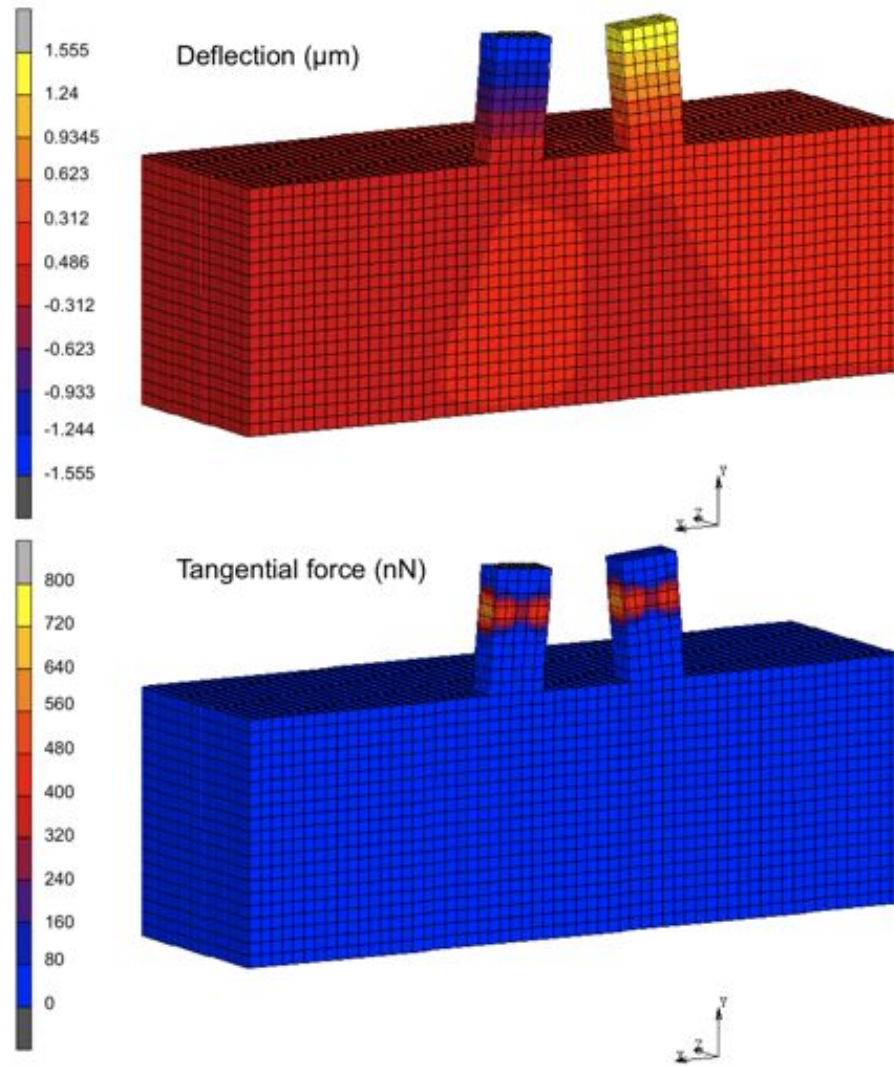 Deflection (µm)
1.555
1.24
0.9345
0.623
0.312
0.486
-0.312
-0.623
-0.933
-1.244
-1.555
Y
Z
X
Tangential force (nN)
800
720
640
560
480
400
320
240
160
80
0
Y
Z
X